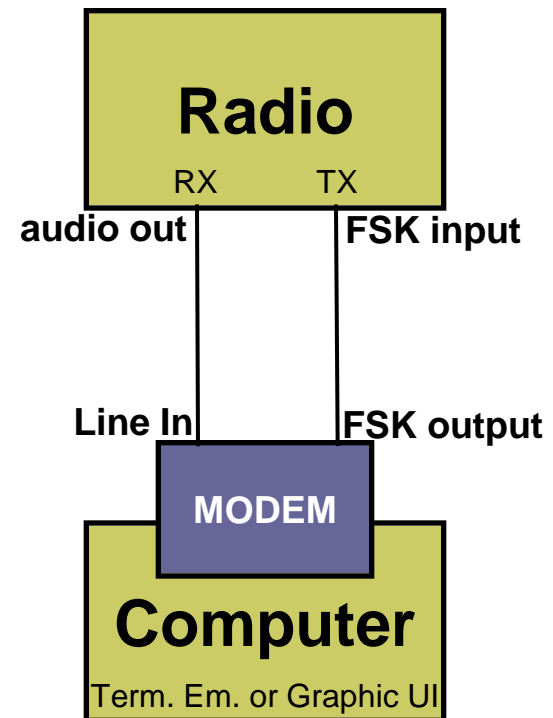 Radio
RX TX
audio out FSK input
Line In FSK output
MODEM
Computer
Term. Em. or Graphic UI